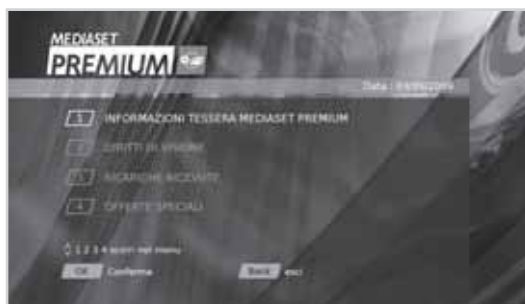 MEDIASET
PREMIUM
Data :
1 INFORMAZIONI TESSERA MEDIASET PREMIUM
2 DIRITTI DI VISIONE
3 RICARICHE RICEVUTE
4 OFFERTE SPECIALI
1 2 3 4 scorri nel menu
OK Conferma Back esci